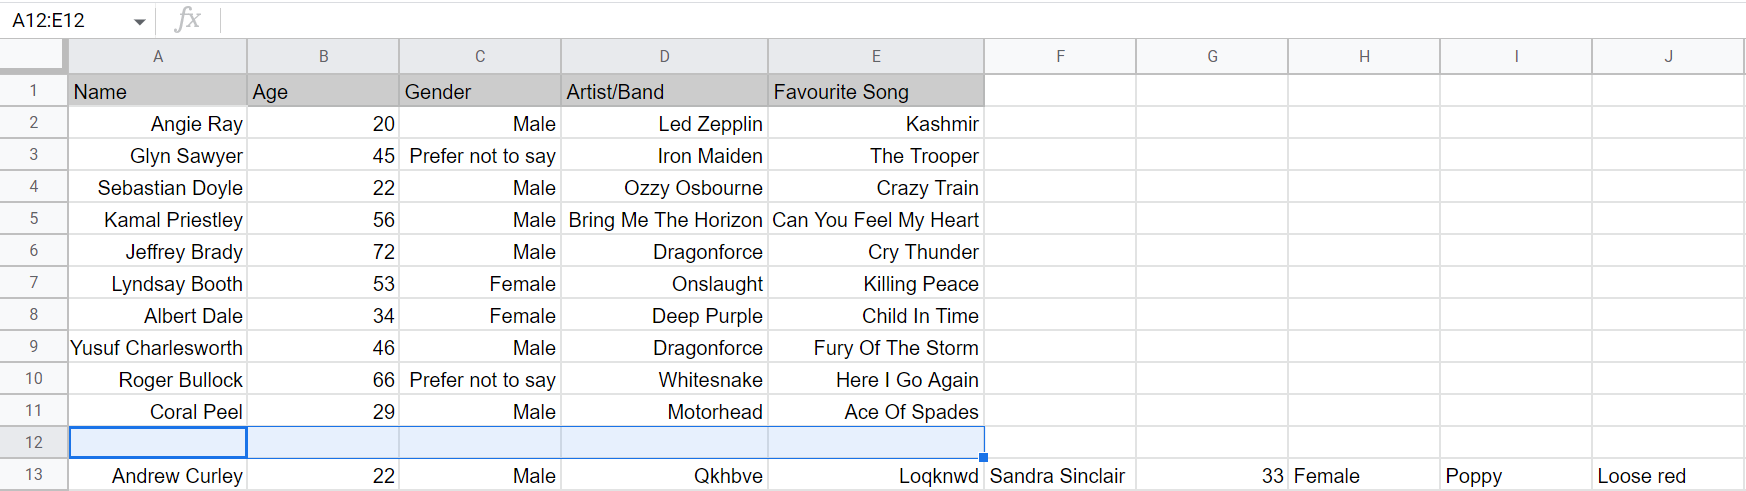 A12:E12 fx
A B C D E F G H I J
1 Name Age Gender Artist/Band Favourite Song
2 Angie Ray 20 Male Led Zepplin Kashmir
3 Glyn Sawyer 45 Prefer not to say Iron Maiden The Trooper
4 Sebastian Doyle 22 Male Ozzy Osbourne Crazy Train
5 Kamal Priestley 56 Male Bring Me The Horizon Can You Feel My Heart
6 Jeffrey Brady 72 Male Dragonforce Cry Thunder
7 Lyndsay Booth 53 Female Onslaught Killing Peace
8 Albert Dale 34 Female Deep Purple Child In Time
9 Yusuf Charlesworth 46 Male Dragonforce Fury Of The Storm
10 Roger Bullock 66 Prefer not to say Whitesnake Here I Go Again
11 Coral Peel 29 Male Motorhead Ace Of Spades
12
13 Andrew Curley 22 Male Qkhbve Loqknwd Sandra Sinclair 33 Female Poppy Loose red